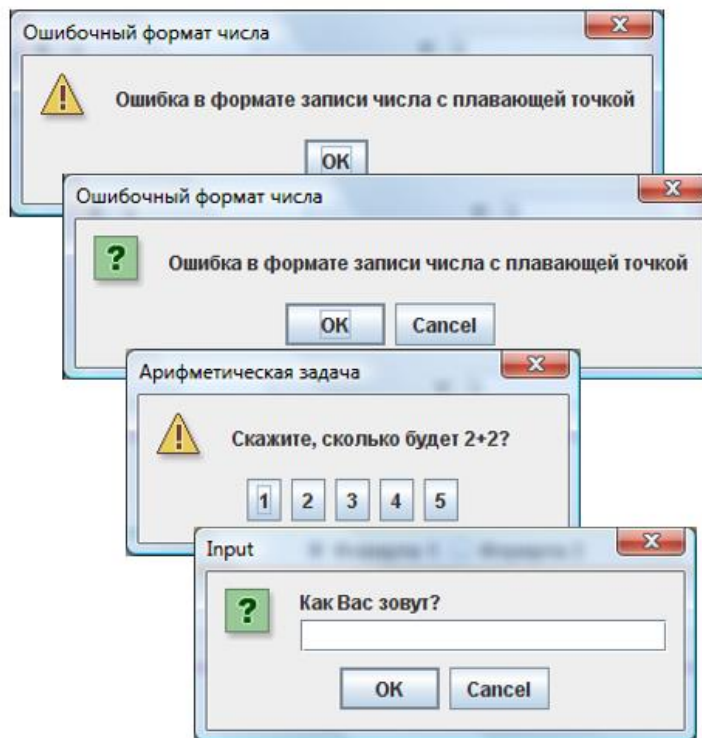 Ошибочный формат числа
Ошибка в формате записи числа с плавающей точкой
OK
Ошибочный формат числа
Ошибка в формате записи числа с плавающей точкой
OK Cancel
Арифметическая задача
Скажите, сколько будет 2+2?
1 2 3 4 5
Input
Как Вас зовут?
OK Cancel